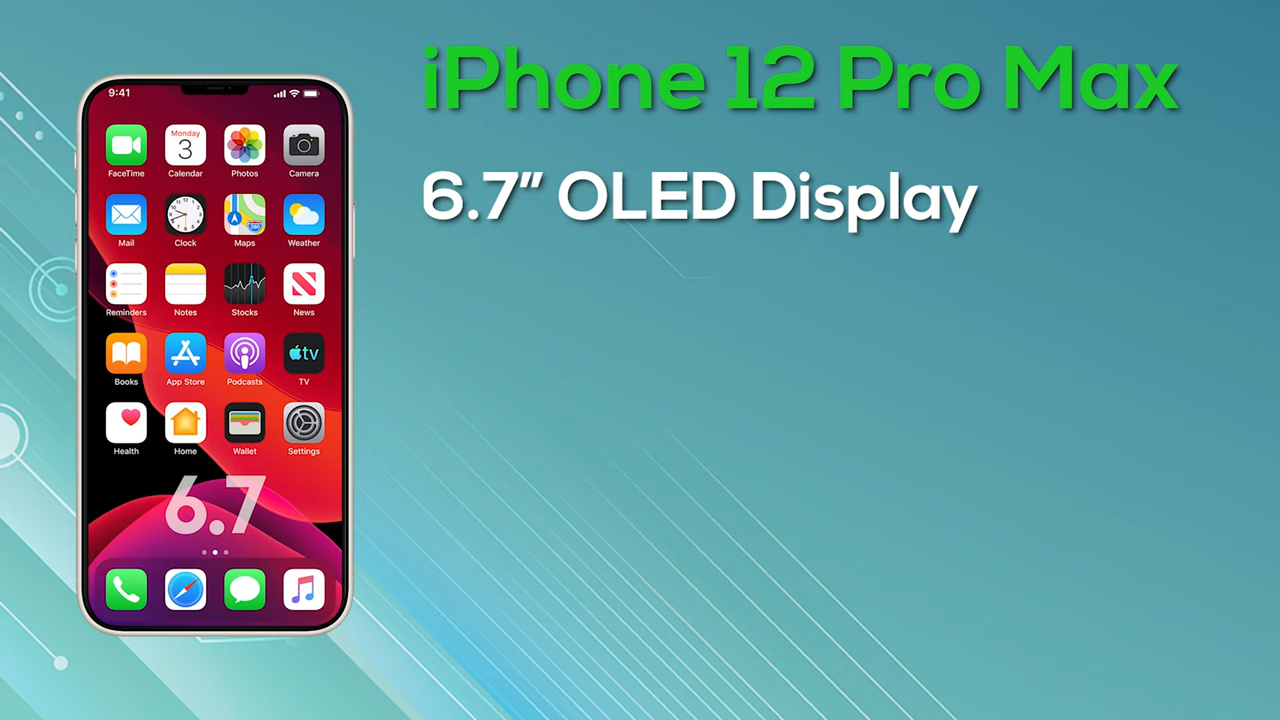 iPhone 12 Pro Max
6.7” OLED Display
9:41
Monday
3
FaceTime Calendar Photos Camera
Mail Clock Maps Weather
Reminders Notes Stocks News
tv
Books App Store Podcasts TV
Health Home Wallet Settings
6.7